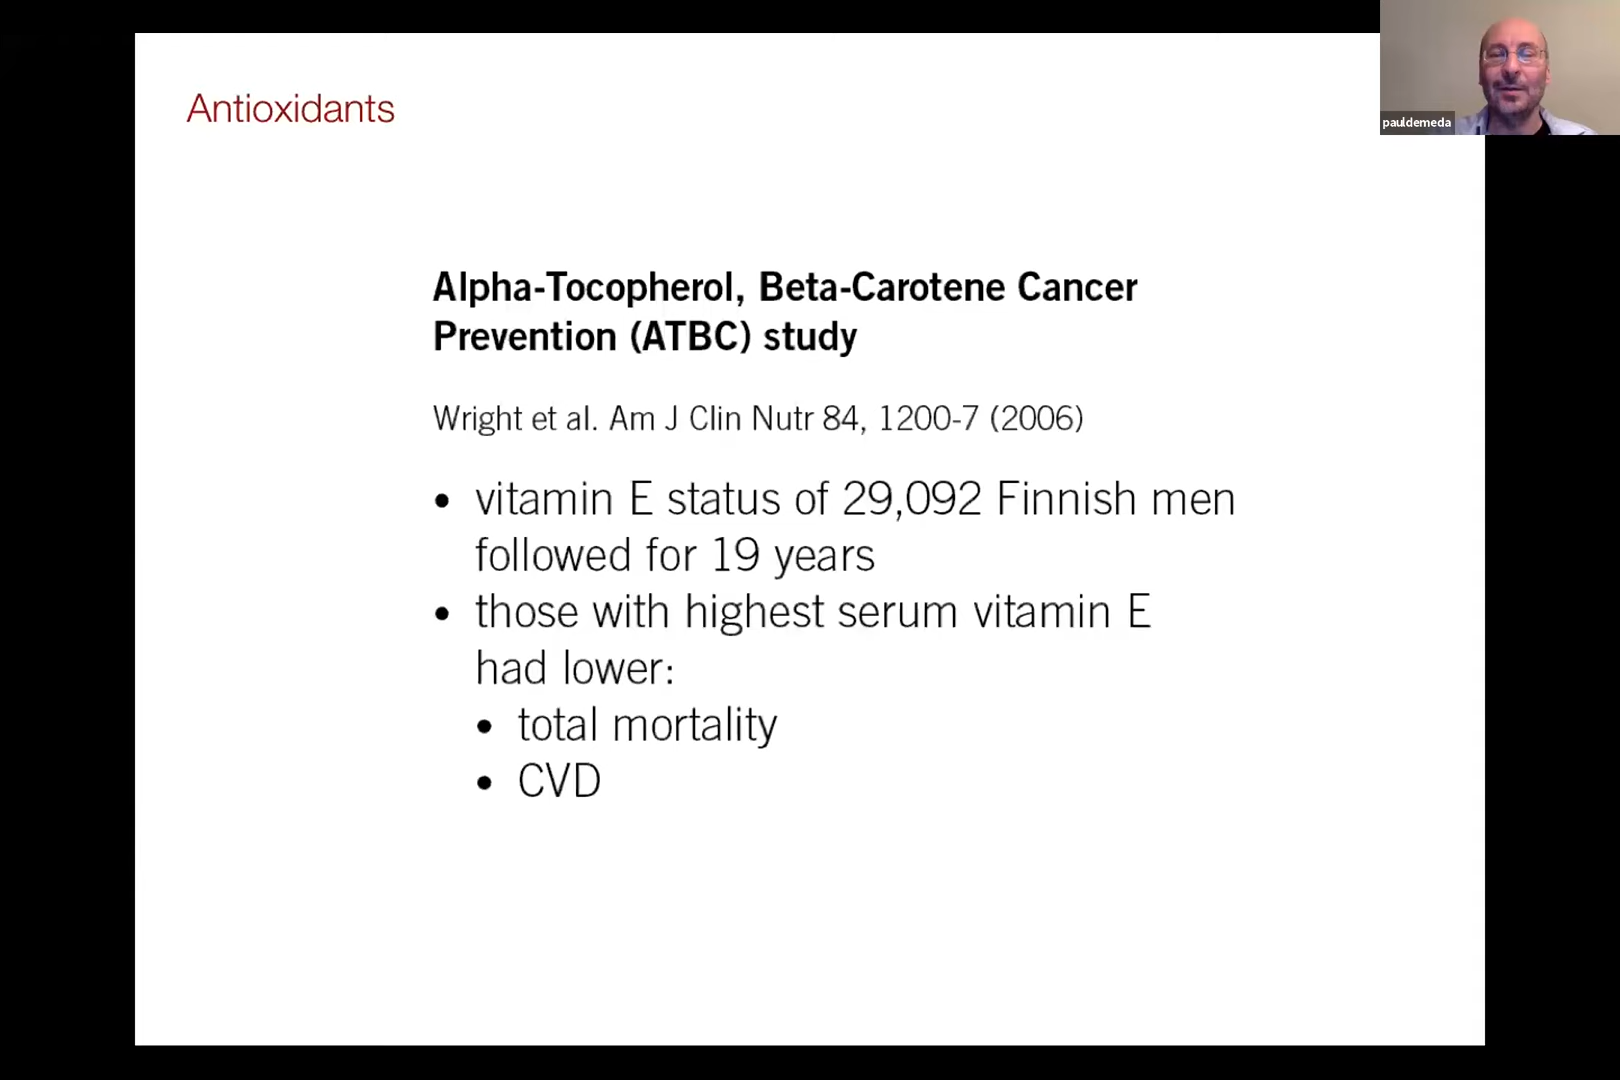 Antioxidants
pauldemeda
Alpha-Tocopherol, Beta-Carotene Cancer
Prevention (ATBC) study
Wright et al. Am J Clin Nutr 84, 1200-7 (2006)
• vitamin E status of 29,092 Finnish men
followed for 19 years
• those with highest serum vitamin E
had lower:
• total mortality
• CVD